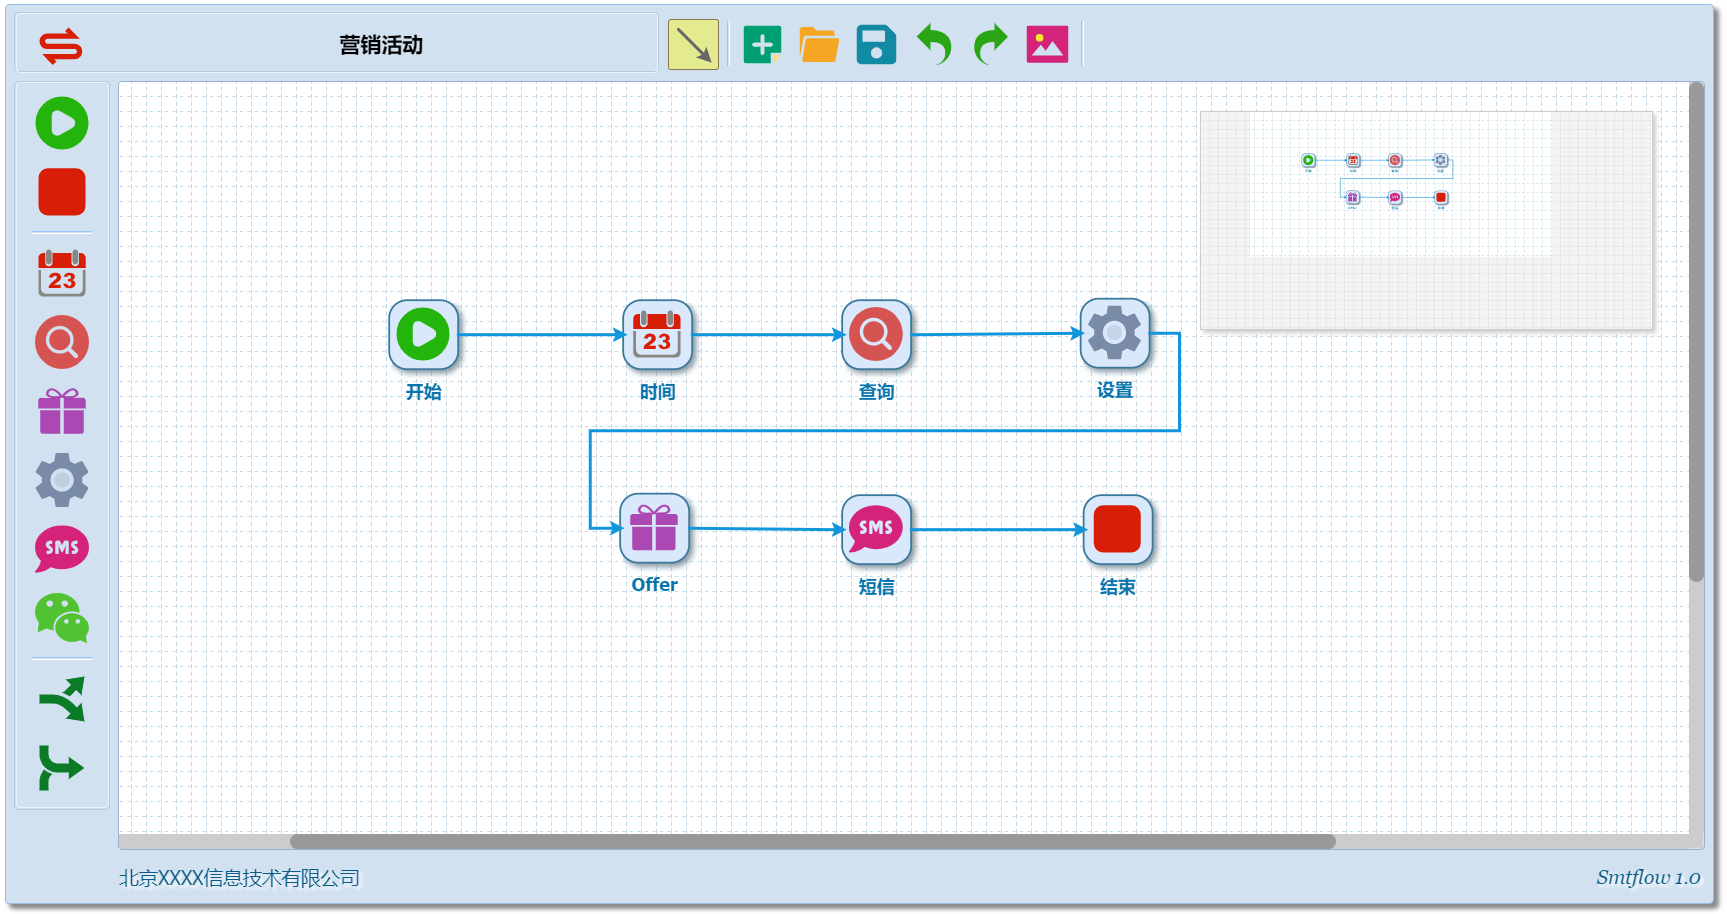 营销活动
23
SMS
23
开始
时间
查询
设置
SMS
Offer
短信
结束
北京XXXX信息技术有限公司
Smtflow 1.0